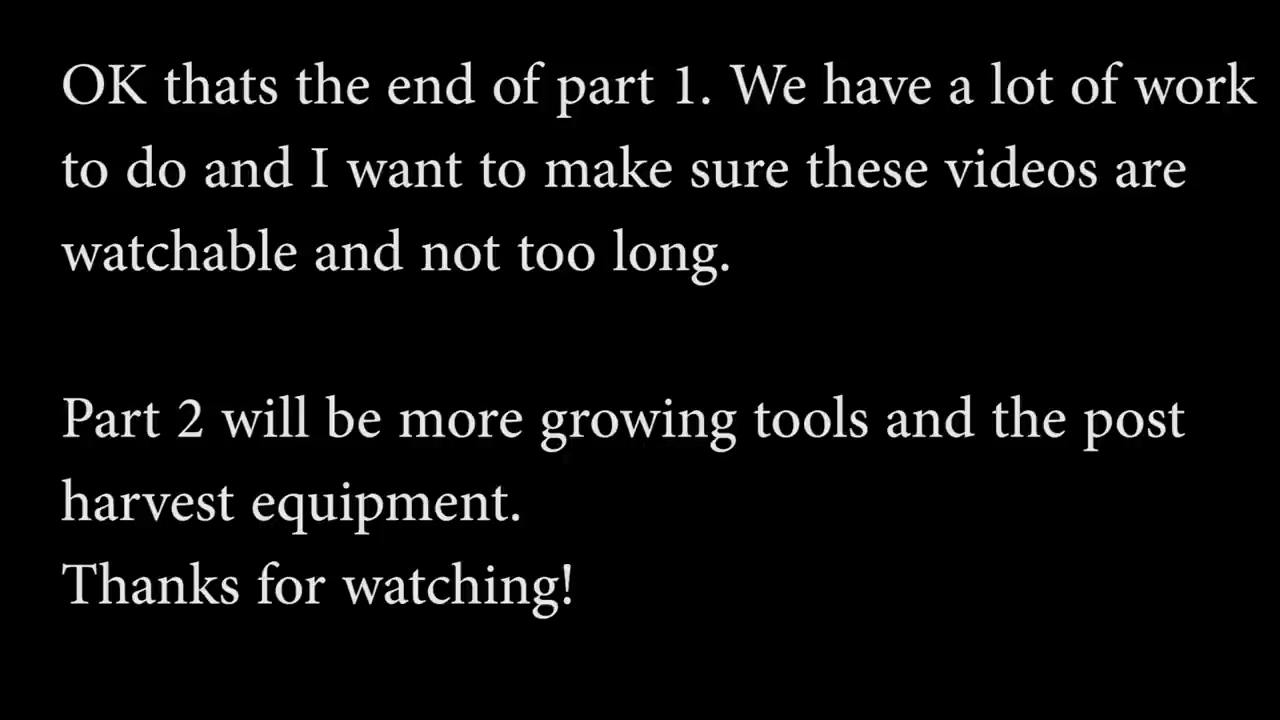 OK thats the end of part 1. We have a lot of work
to do and I want to make sure these videos are
watchable and not too long.
Part 2 will be more growing tools and the post
harvest equipment.
Thanks for watching!